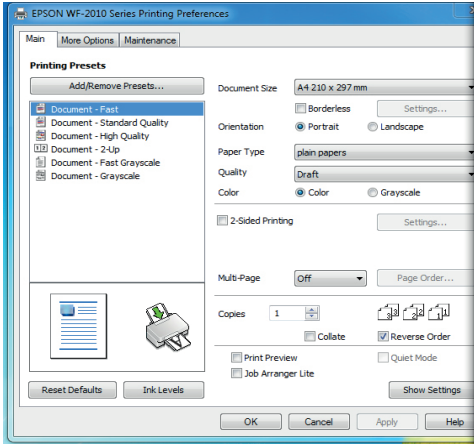 EPSON WF-2010 Series Printing Preferences
Main More Options Maintenance
Printing Presets
Add/Remove Presets...
Document - Fast
Document - Standard Quality
Document - High Quality
Document - 2-Up
Document - Fast Grayscale
Document - Grayscale
Reset Defaults Ink Levels
Document Size A4 210 x 297 mm
Borderless Settings...
Orientation Portrait Landscape
Paper Type plain papers
Quality Draft
Color Color Grayscale
2-Sided Printing Settings...
Multi-Page Off Page Order...
Copies 1
Collate Reverse Order
Print Preview Quiet Mode
Job Arranger Lite
Show Settings
OK Cancel Apply Help